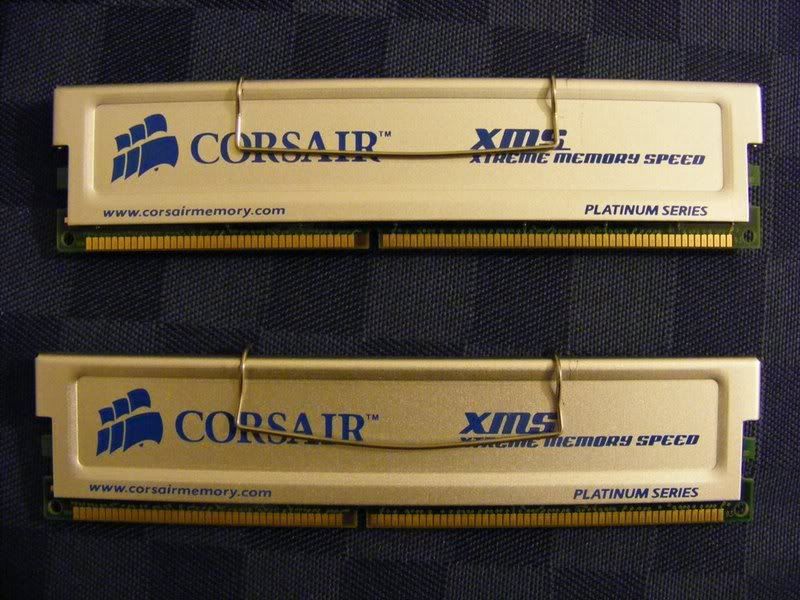 CORSAIR™
XMS
XTREME MEMORY SPEED
www.corsairmemory.com
PLATINUM SERIES
CORSAIR™
XMS
XTREME MEMORY SPEED
www.corsairmemory.com
PLATINUM SERIES